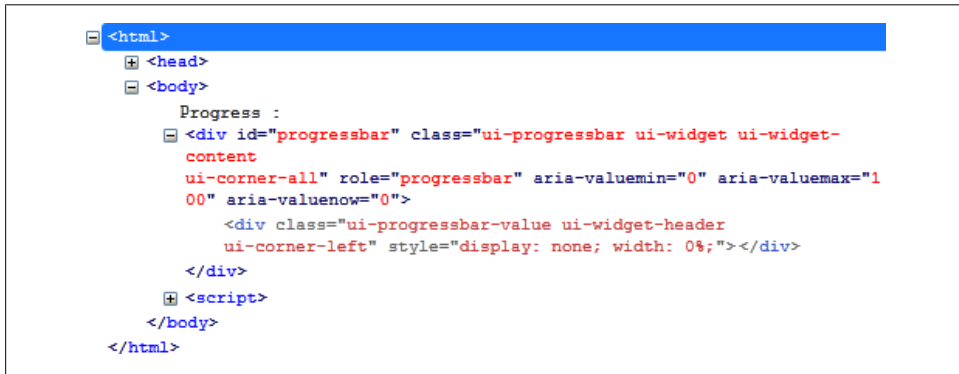 <html>
<head>
<body>
Progress :
<div id="progressbar" class="ui-progressbar ui-widget ui-widget-
content
ui-corner-all" role="progressbar" aria-valuemin="0" aria-valuemax="1
00" aria-valuenow="0">
<div class="ui-progressbar-value ui-widget-header
ui-corner-left" style="display: none; width: 0%;"></div>
</div>
<script>
</body>
</html>